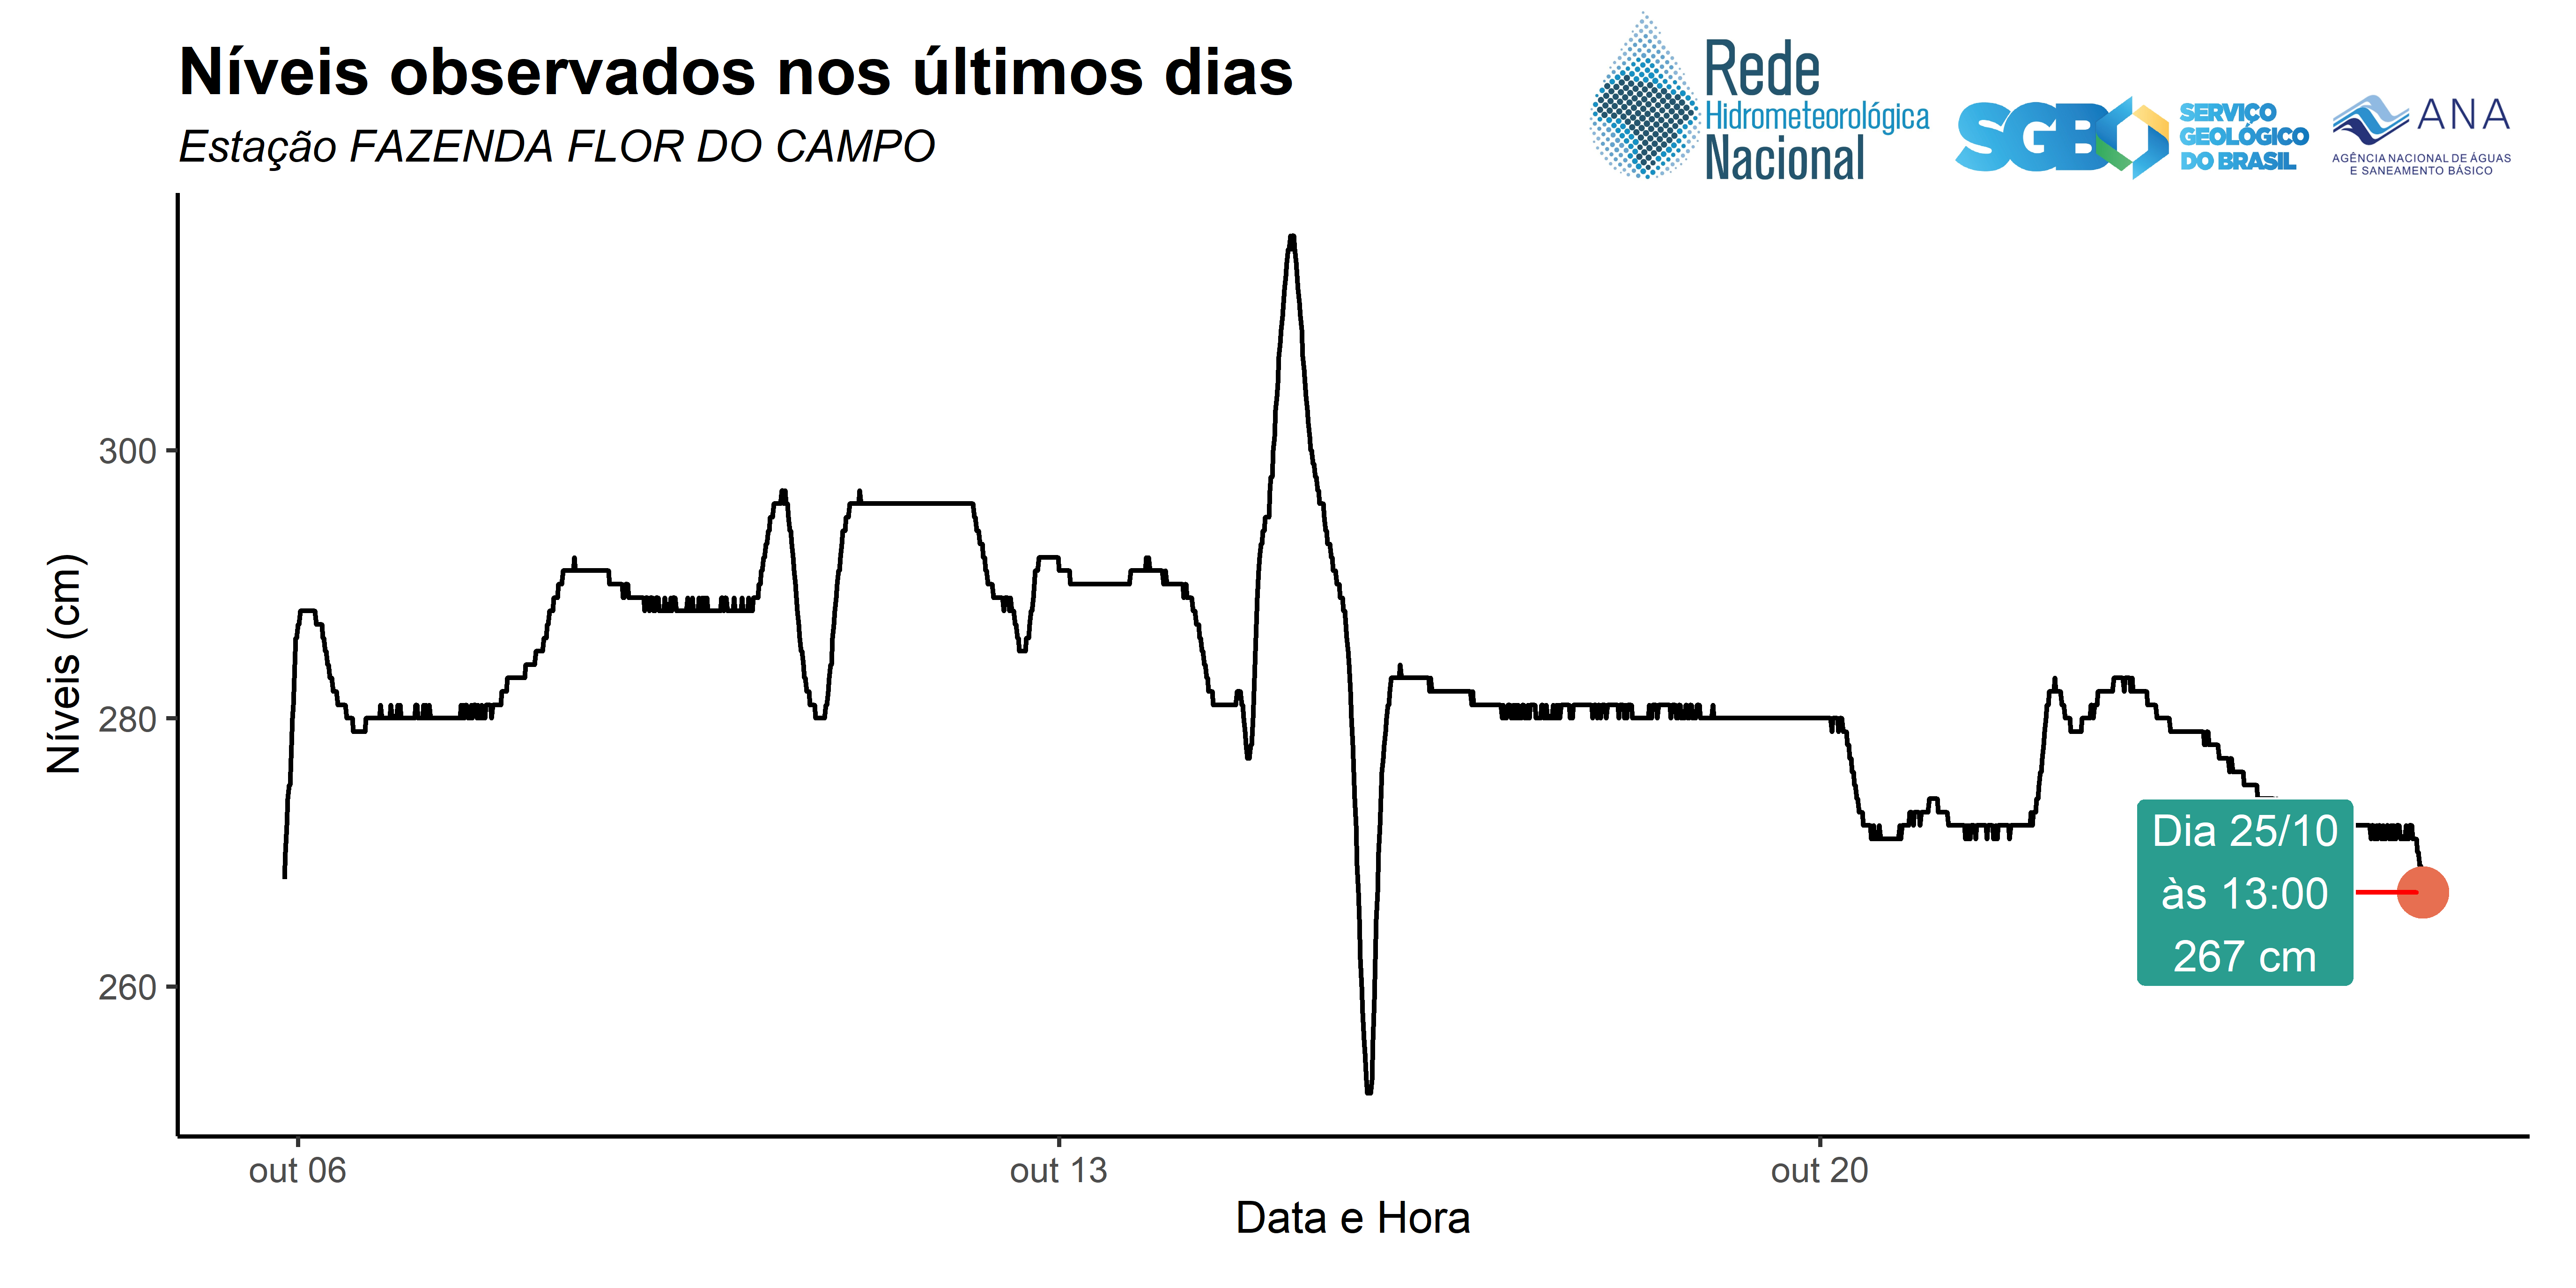 Níveis observados nos últimos dias
Estação FAZENDA FLOR DO CAMPO
Rede
Hidrometeorológica
Nacional
SGB
SERVIÇO
GEOLÓGICO
DO BRASIL
ANA
AGÊNCIA NACIONAL DE ÁGUAS
E SANEAMENTO BÁSICO
Níveis (cm)
300
280
260
Dia 25/10
às 13:00
267 cm
out 06
out 13
out 20
Data e Hora